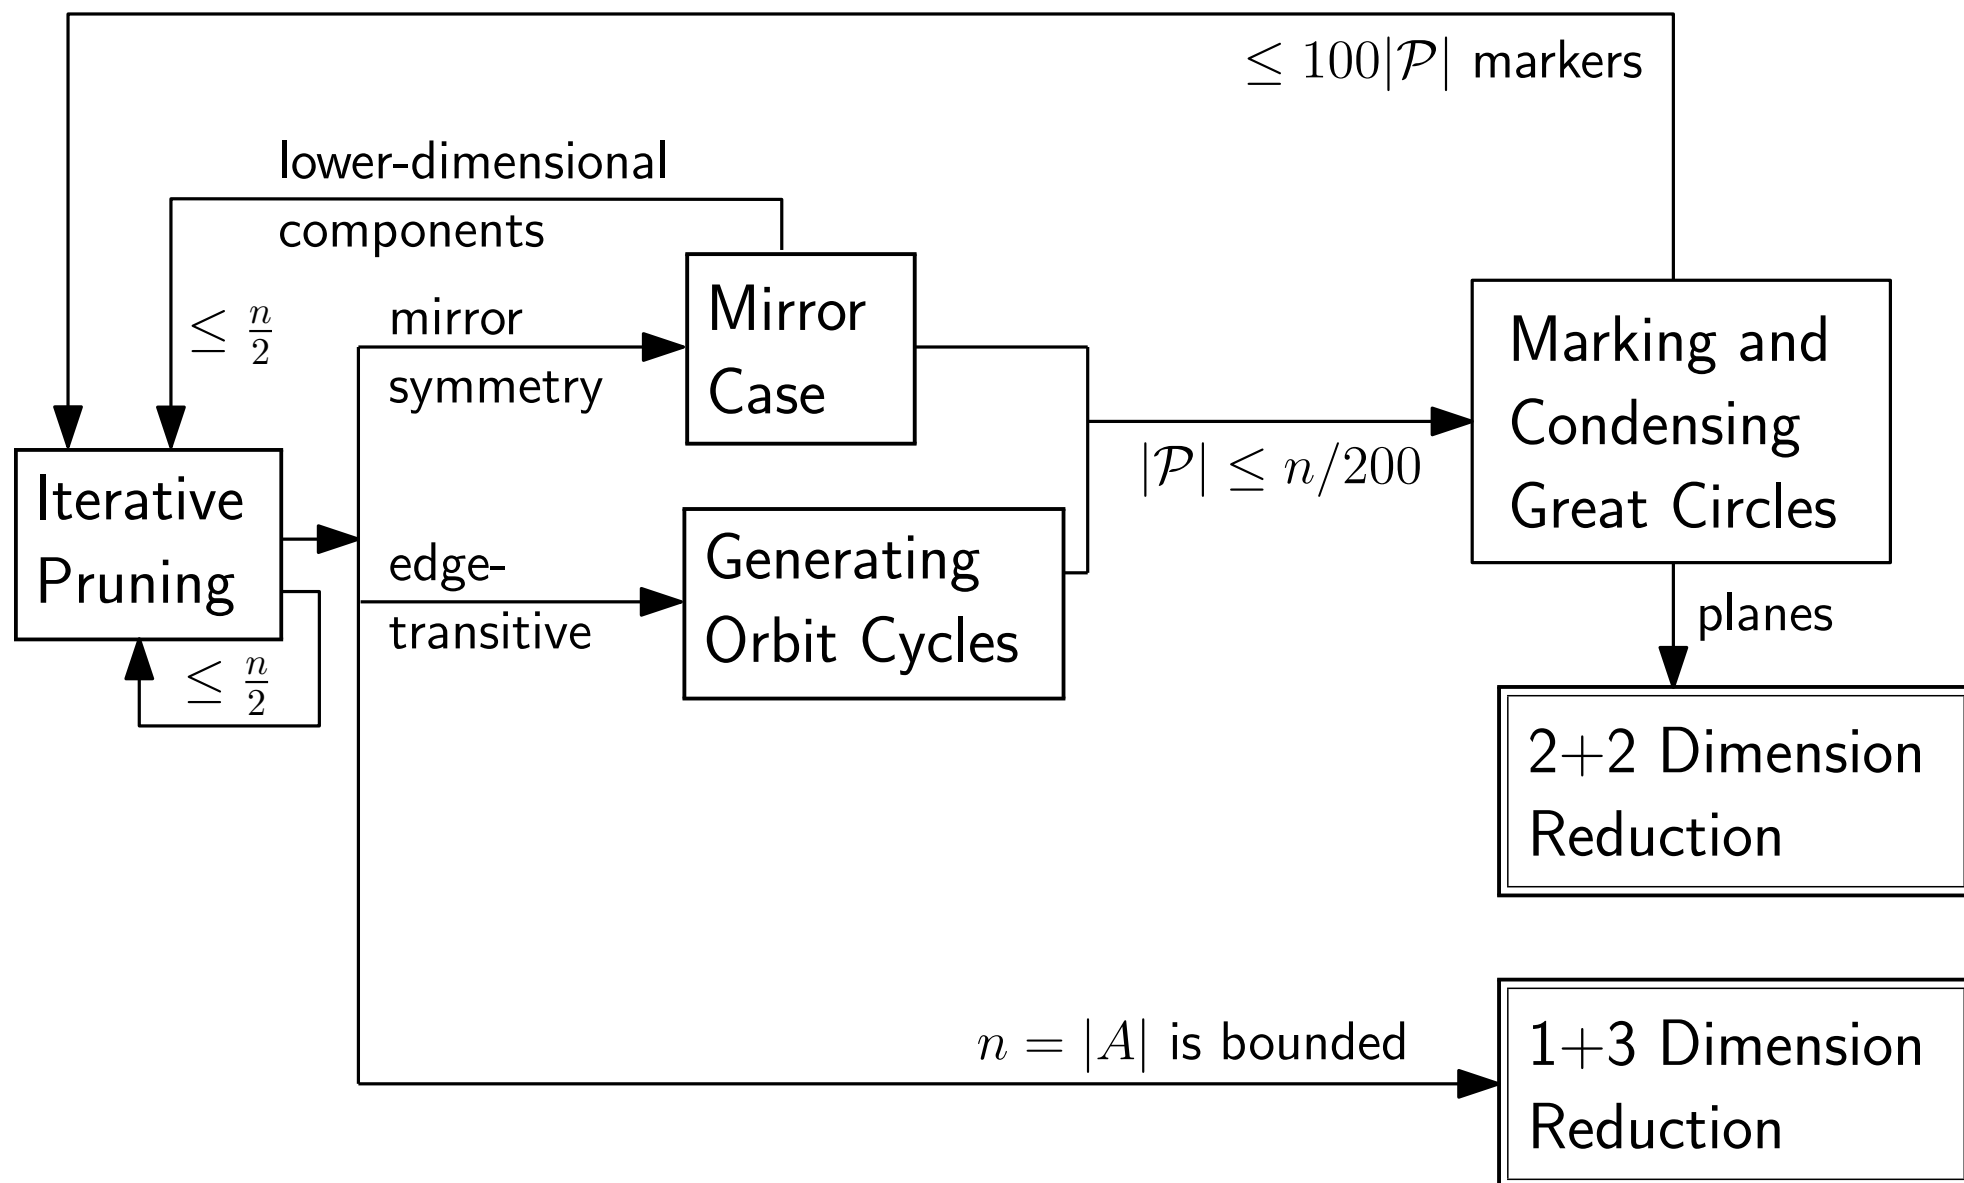 ≤ 100|𝒫| markers
lower-dimensional
components
≤ n/2
mirror
symmetry
Mirror
Case
Marking and
Condensing
Great Circles
|𝒫| ≤ n/200
Iterative
Pruning
≤ n/2
edge-
transitive
Generating
Orbit Cycles
planes
2+2 Dimension
Reduction
n = |A| is bounded
1+3 Dimension
Reduction